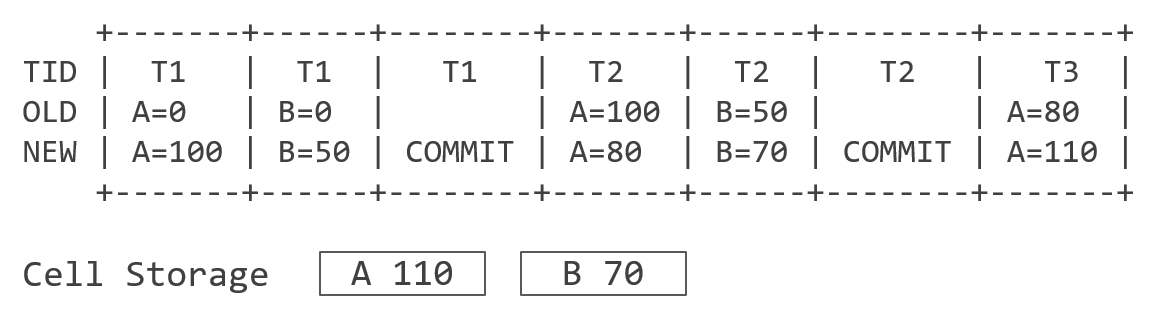 +-------+------+--------+-------+------+--------+-------+
TID |  T1   |  T1  |   T1   |  T2   |  T2  |   T2   |  T3   |
OLD | A=0   | B=0  |        | A=100 | B=50 |        | A=80  |
NEW | A=100 | B=50 | COMMIT | A=80  | B=70 | COMMIT | A=110 |
+-------+------+--------+-------+------+--------+-------+
Cell Storage A 110 B 70